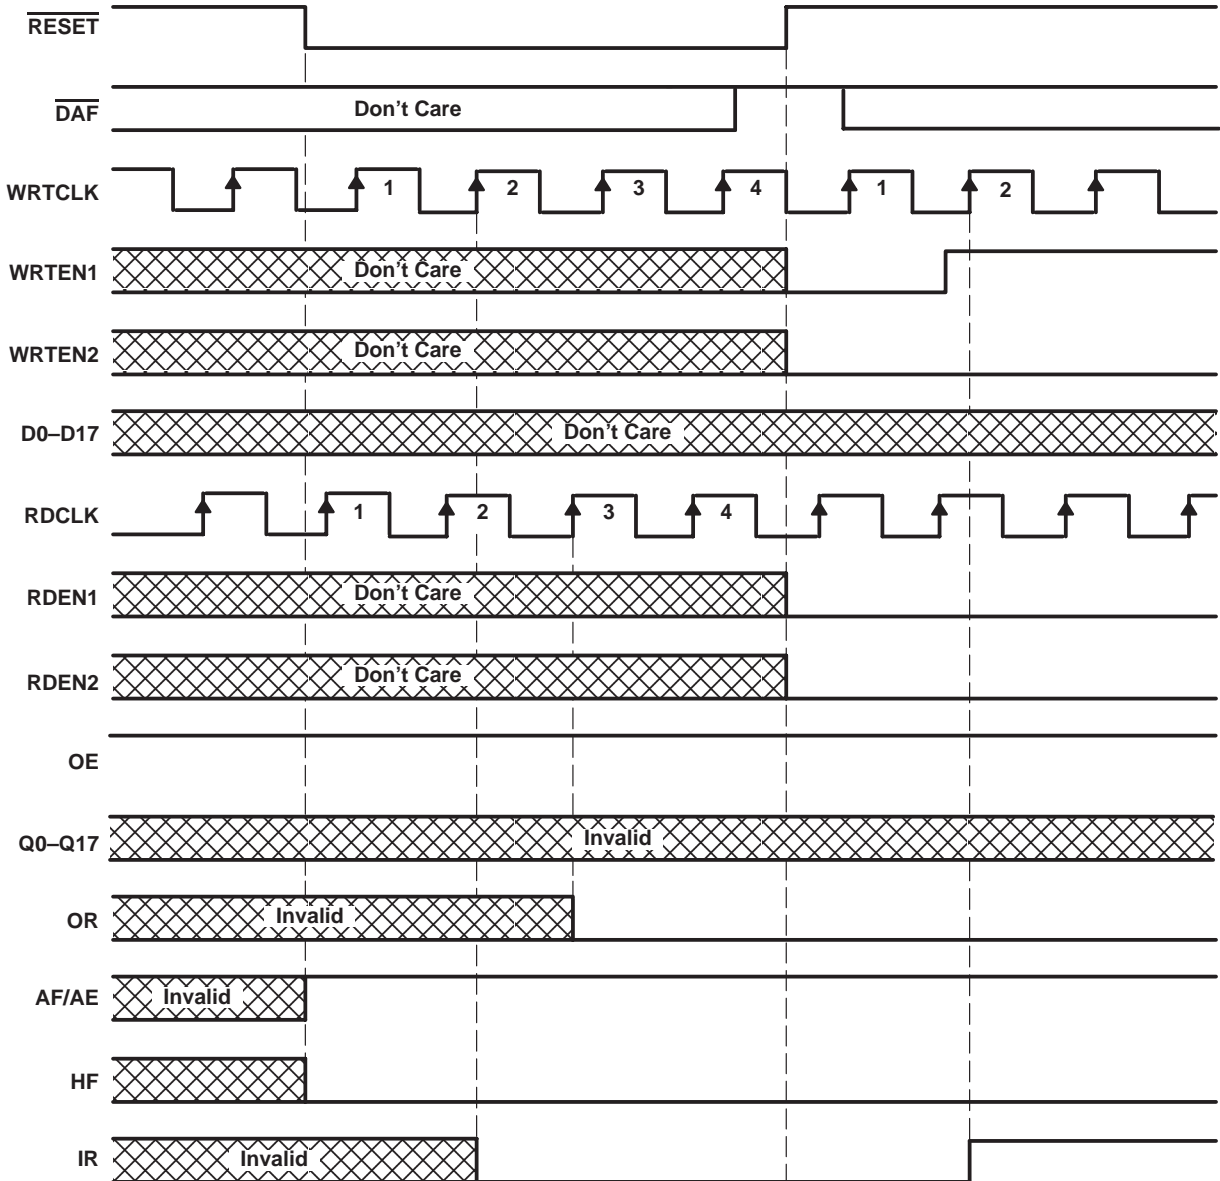 RESET
DAF Don't Care
WRTCLK 1 2 3 4 1 2
WRTEN1 Don't Care
WRTEN2 Don't Care
D0–D17 Don't Care
RDCLK 1 2 3 4
RDEN1 Don't Care
RDEN2 Don't Care
OE
Q0–Q17 Invalid
OR Invalid
AF/AE Invalid
HF
IR Invalid